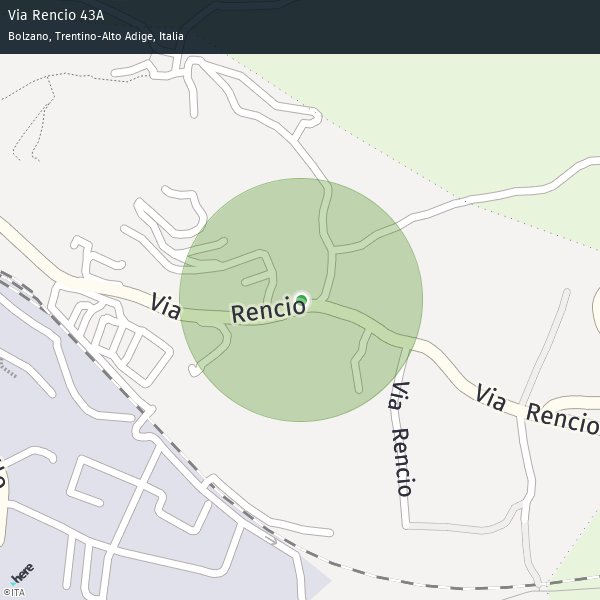 Via Rencio 43A
Bolzano, Trentino-Alto Adige, Italia
Via Rencio
Via Rencio
Via Rencio
here
©ITA